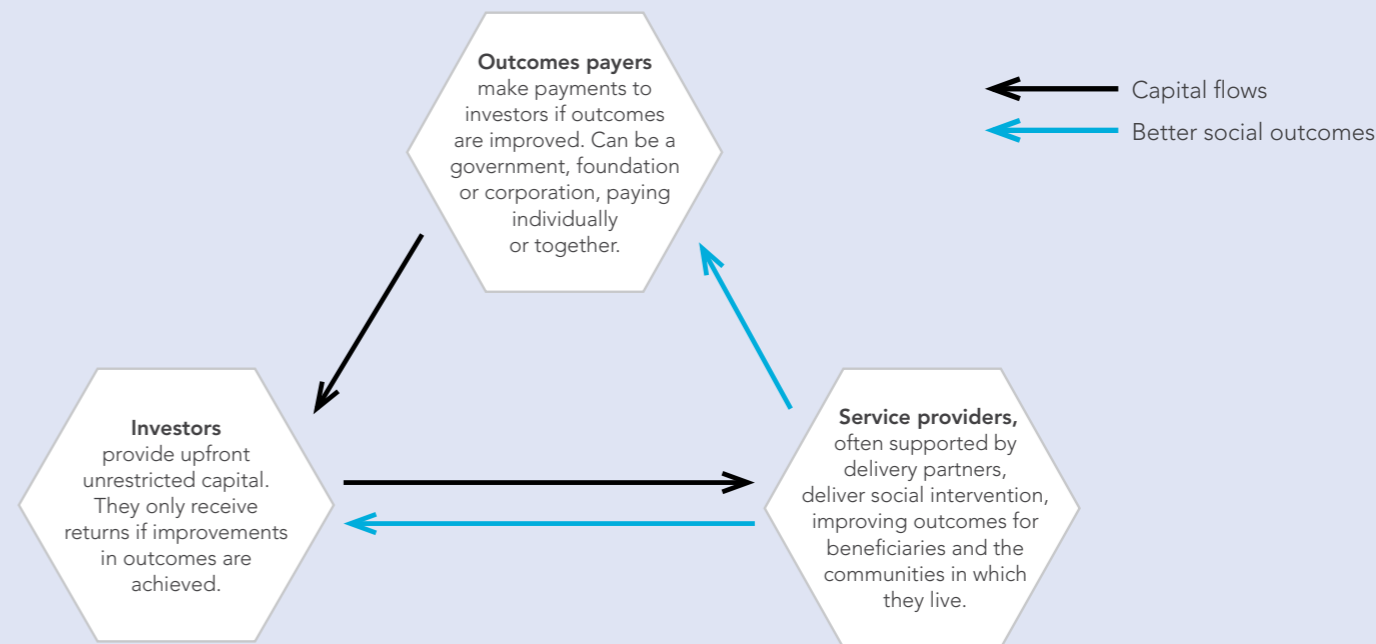 Outcomes payers
make payments to
investors if outcomes
are improved. Can be a
government, foundation
or corporation, paying
individually
or together.
Capital flows
Better social outcomes
Investors
provide upfront
unrestricted capital.
They only receive
returns if improvements
in outcomes are
achieved.
Service providers,
often supported by
delivery partners,
deliver social intervention,
improving outcomes for
beneficiaries and the
communities in which
they live.